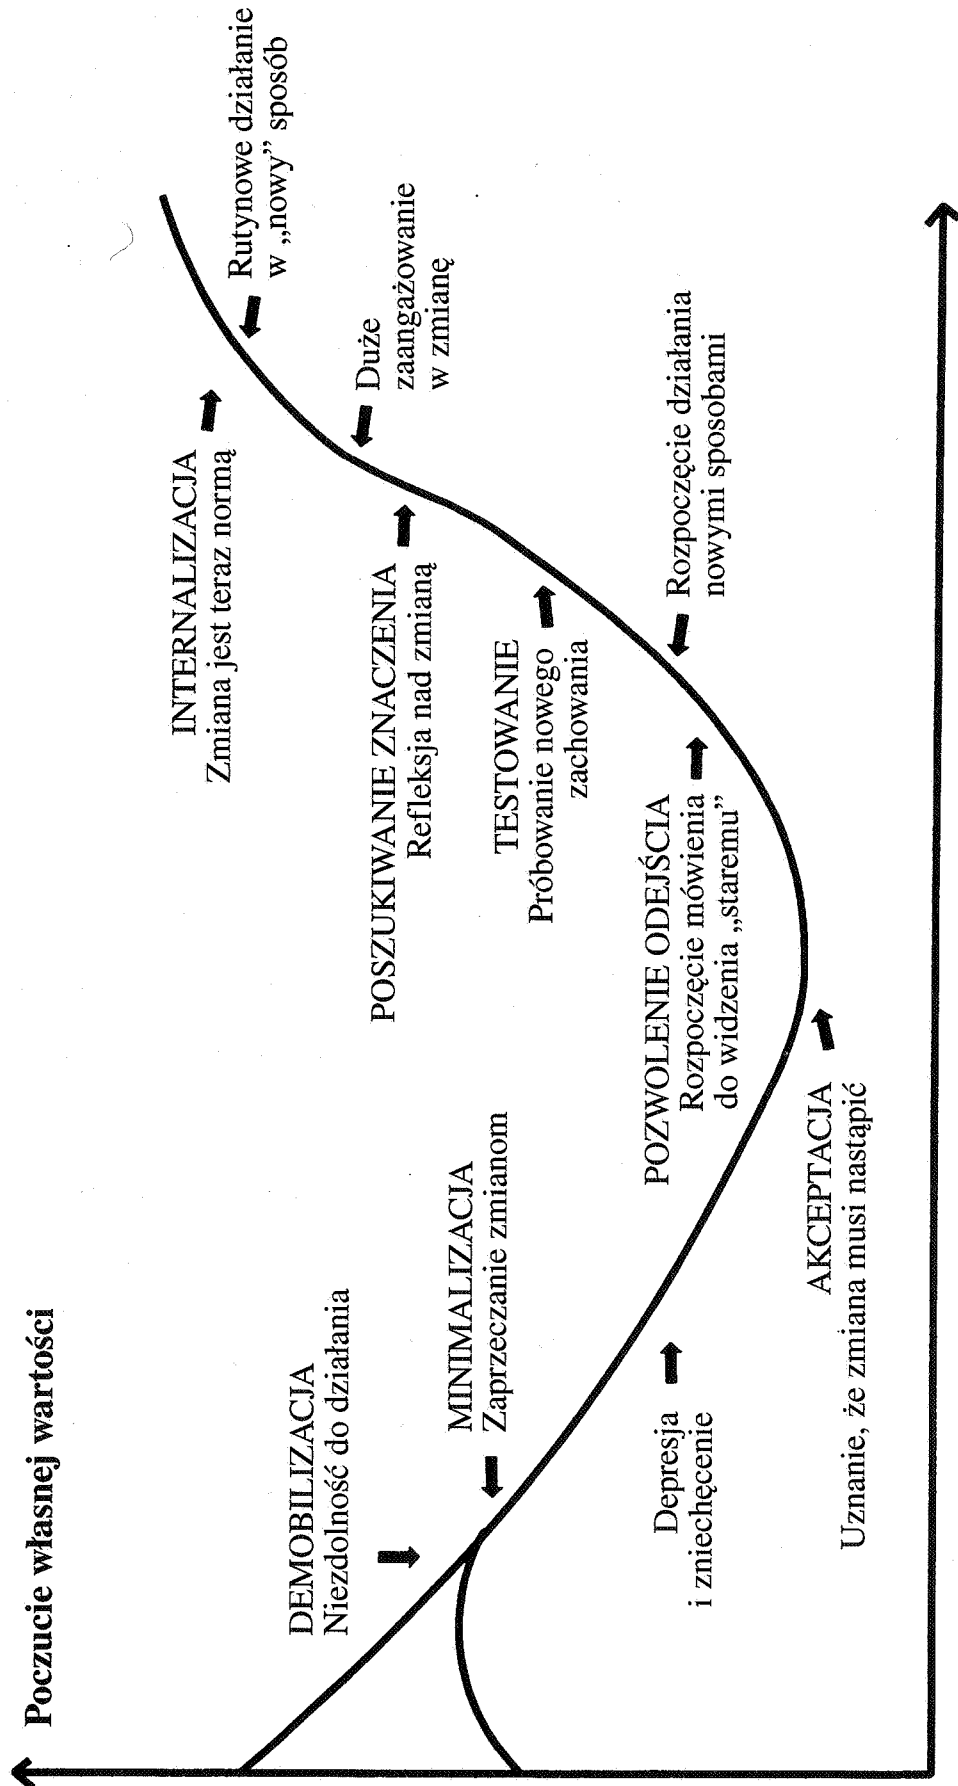 Poczucie własnej wartości
DEMOBILIZACJA
Niezdolność do działania
MINIMALIZACJA
Zaprzeczanie zmianom
Depresja
i zniechęcenie
AKCEPTACJA
Uznanie, że zmiana musi nastąpić
POZWOLENIE ODEJŚCIA
Rozpoczęcie mówienia
do widzenia „staremu”
Rozpoczęcie działania
nowymi sposobami
TESTOWANIE
Próbowanie nowego
zachowania
POSZUKIWANIE ZNACZENIA
Refleksja nad zmianą
Duże
zaangażowanie
w zmianę
INTERNALIZACJA
Zmiana jest teraz normą
Rutynowe działanie
w „nowy” sposób